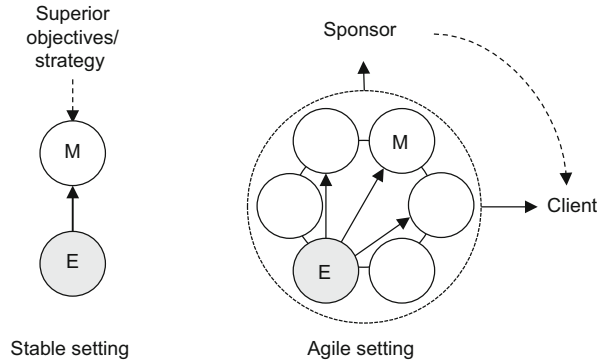 Superior
objectives/
strategy
M
E
Stable setting
Sponsor
M
E
Client
Agile setting